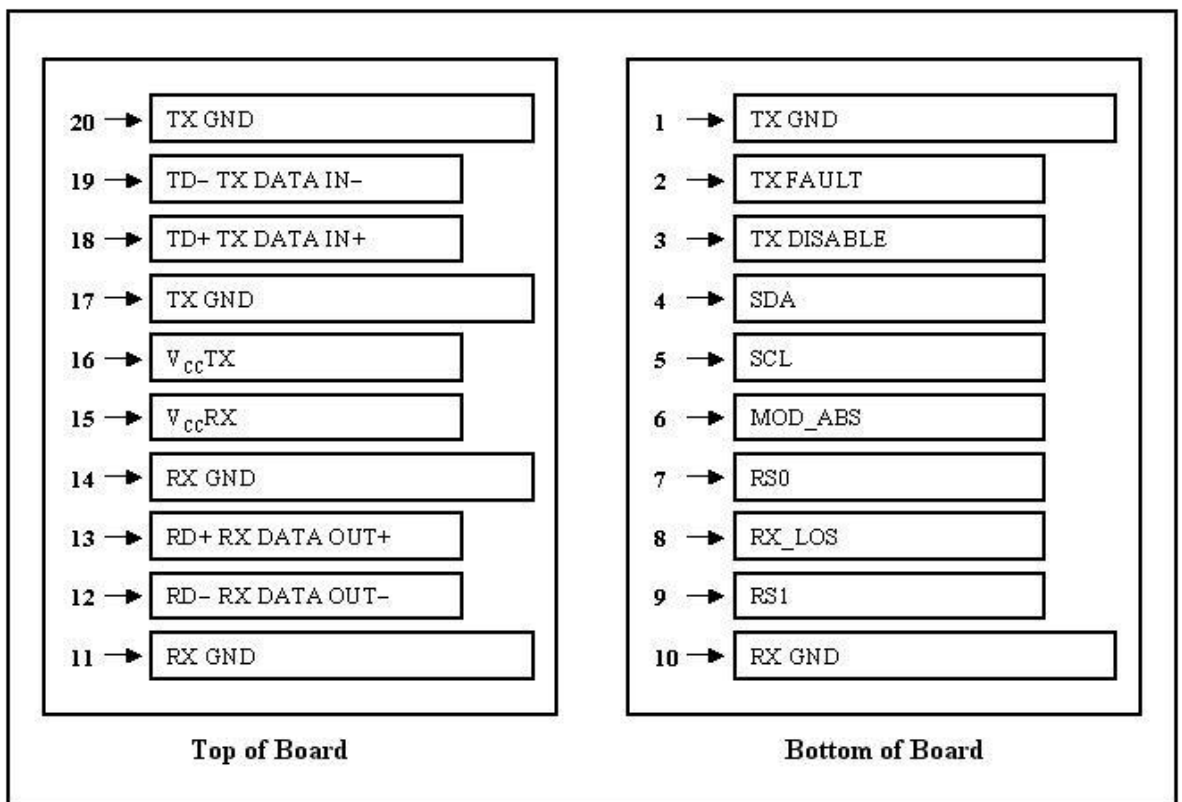 20 TX GND
19 TD− TX DATA IN−
18 TD+ TX DATA IN+
17 TX GND
16 VCCTX
15 VCCRX
14 RX GND
13 RD+ RX DATA OUT+
12 RD− RX DATA OUT−
11 RX GND
Top of Board
1 TX GND
2 TX FAULT
3 TX DISABLE
4 SDA
5 SCL
6 MOD_ABS
7 RS0
8 RX_LOS
9 RS1
10 RX GND
Bottom of Board